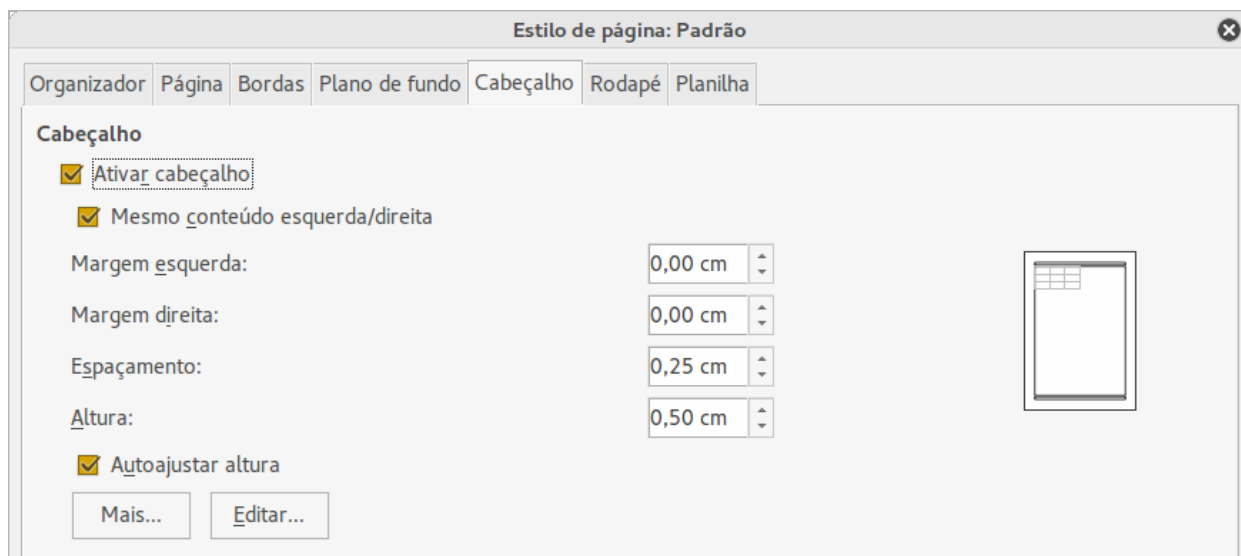 Estilo de página: Padrão
Organizador Página Bordas Plano de fundo Cabeçalho Rodapé Planilha
Cabeçalho
Ativar cabeçalho
Mesmo conteúdo esquerda/direita
Margem esquerda: 0,00 cm
Margem direita: 0,00 cm
Espaçamento: 0,25 cm
Altura: 0,50 cm
Autoajustar altura
Mais... Editar...